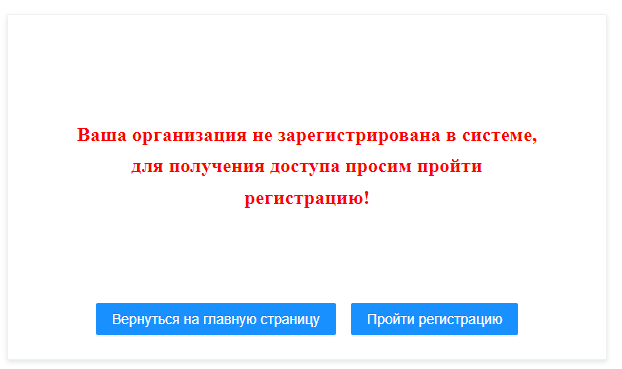 Ваша организация не зарегистрирована в системе,
для получения доступа просим пройти
регистрацию!
Вернуться на главную страницу
Пройти регистрацию